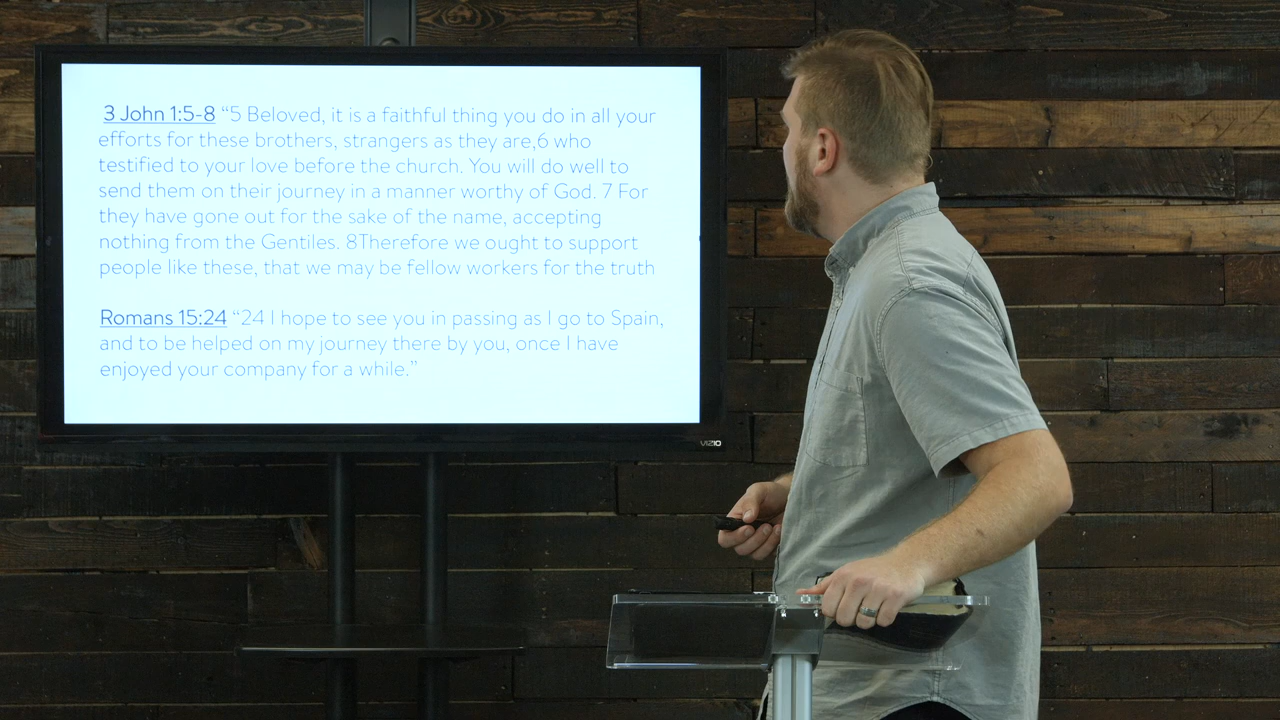 3 John 1:5-8 “5 Beloved, it is a faithful thing you do in all your
efforts for these brothers, strangers as they are,6 who
testified to your love before the church. You will do well to
send them on their journey in a manner worthy of God. 7 For
they have gone out for the sake of the name, accepting
nothing from the Gentiles. 8Therefore we ought to support
people like these, that we may be fellow workers for the truth
Romans 15:24 “24 I hope to see you in passing as I go to Spain,
and to be helped on my journey there by you, once I have
enjoyed your company for a while.”
VIZIO